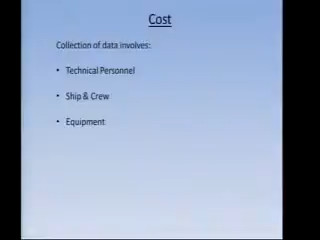 Cost
Collection of data involves:
• Technical Personnel
• Ship & Crew
• Equipment